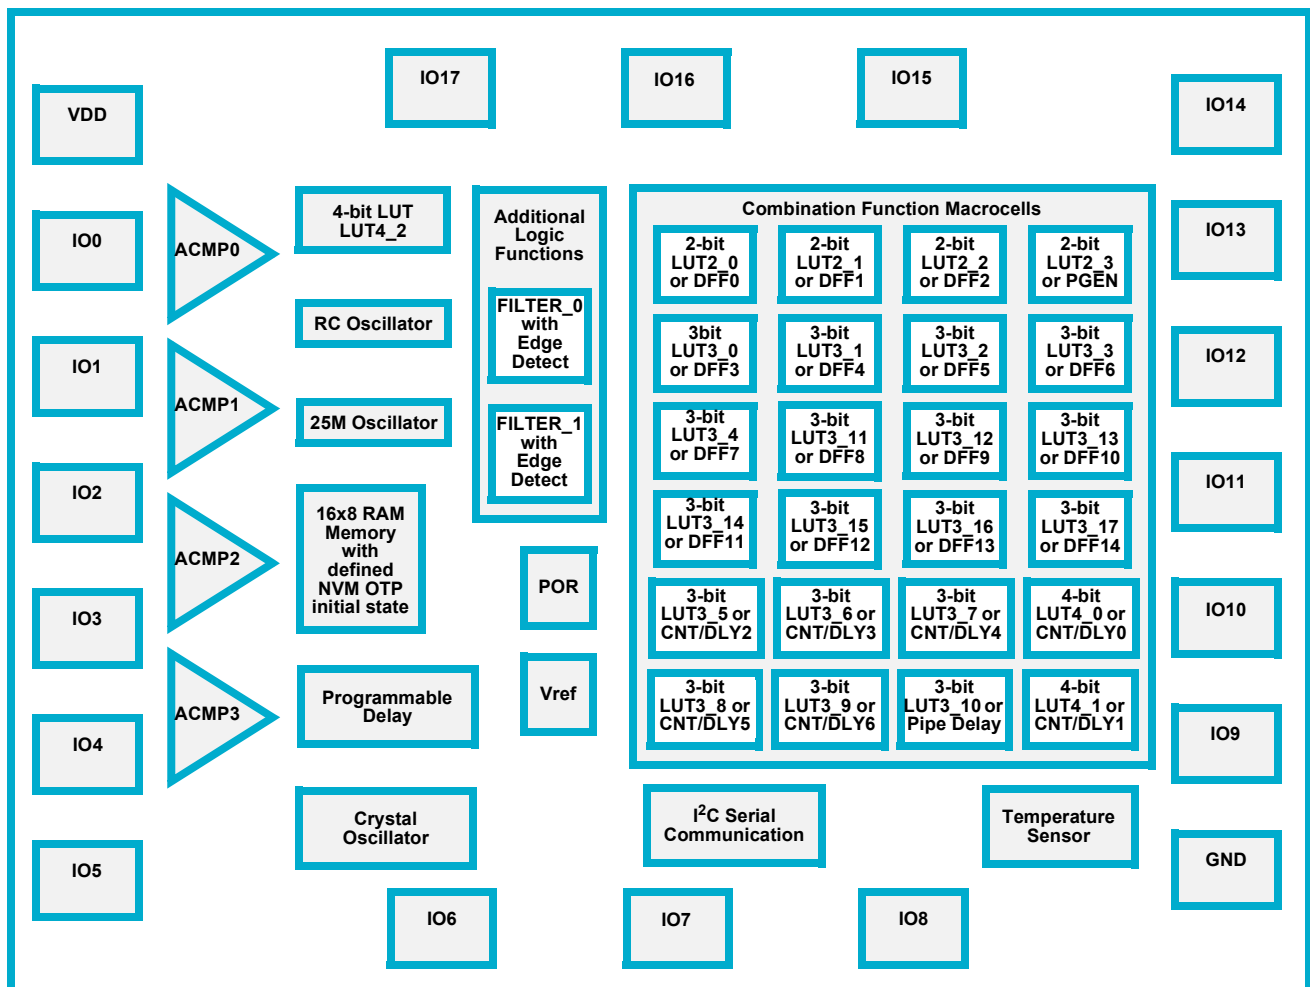 IO17
IO16
IO15
IO14
VDD
IO0
IO1
IO2
IO3
IO4
IO5
ACMP0
ACMP1
ACMP2
ACMP3
4-bit LUT
LUT4_2
RC Oscillator
25M Oscillator
16x8 RAM
Memory
with
defined
NVM OTP
initial state
Programmable
Delay
Crystal
Oscillator
Additional
Logic
Functions
FILTER_0
with
Edge
Detect
FILTER_1
with
Edge
Detect
POR
Vref
Combination Function Macrocells
2-bit
LUT2_0
or DFF0
2-bit
LUT2_1
or DFF1
2-bit
LUT2_2
or DFF2
2-bit
LUT2_3
or PGEN
3bit
LUT3_0
or DFF3
3-bit
LUT3_1
or DFF4
3-bit
LUT3_2
or DFF5
3-bit
LUT3_3
or DFF6
3-bit
LUT3_4
or DFF7
3-bit
LUT3_11
or DFF8
3-bit
LUT3_12
or DFF9
3-bit
LUT3_13
or DFF10
3-bit
LUT3_14
or DFF11
3-bit
LUT3_15
or DFF12
3-bit
LUT3_16
or DFF13
3-bit
LUT3_17
or DFF14
3-bit
LUT3_5 or
CNT/DLY2
3-bit
LUT3_6 or
CNT/DLY3
3-bit
LUT3_7 or
CNT/DLY4
4-bit
LUT4_0 or
CNT/DLY0
3-bit
LUT3_8 or
CNT/DLY5
3-bit
LUT3_9 or
CNT/DLY6
3-bit
LUT3_10 or
Pipe Delay
4-bit
LUT4_1 or
CNT/DLY1
I²C Serial
Communication
Temperature
Sensor
IO13
IO12
IO11
IO10
IO9
GND
IO6
IO7
IO8